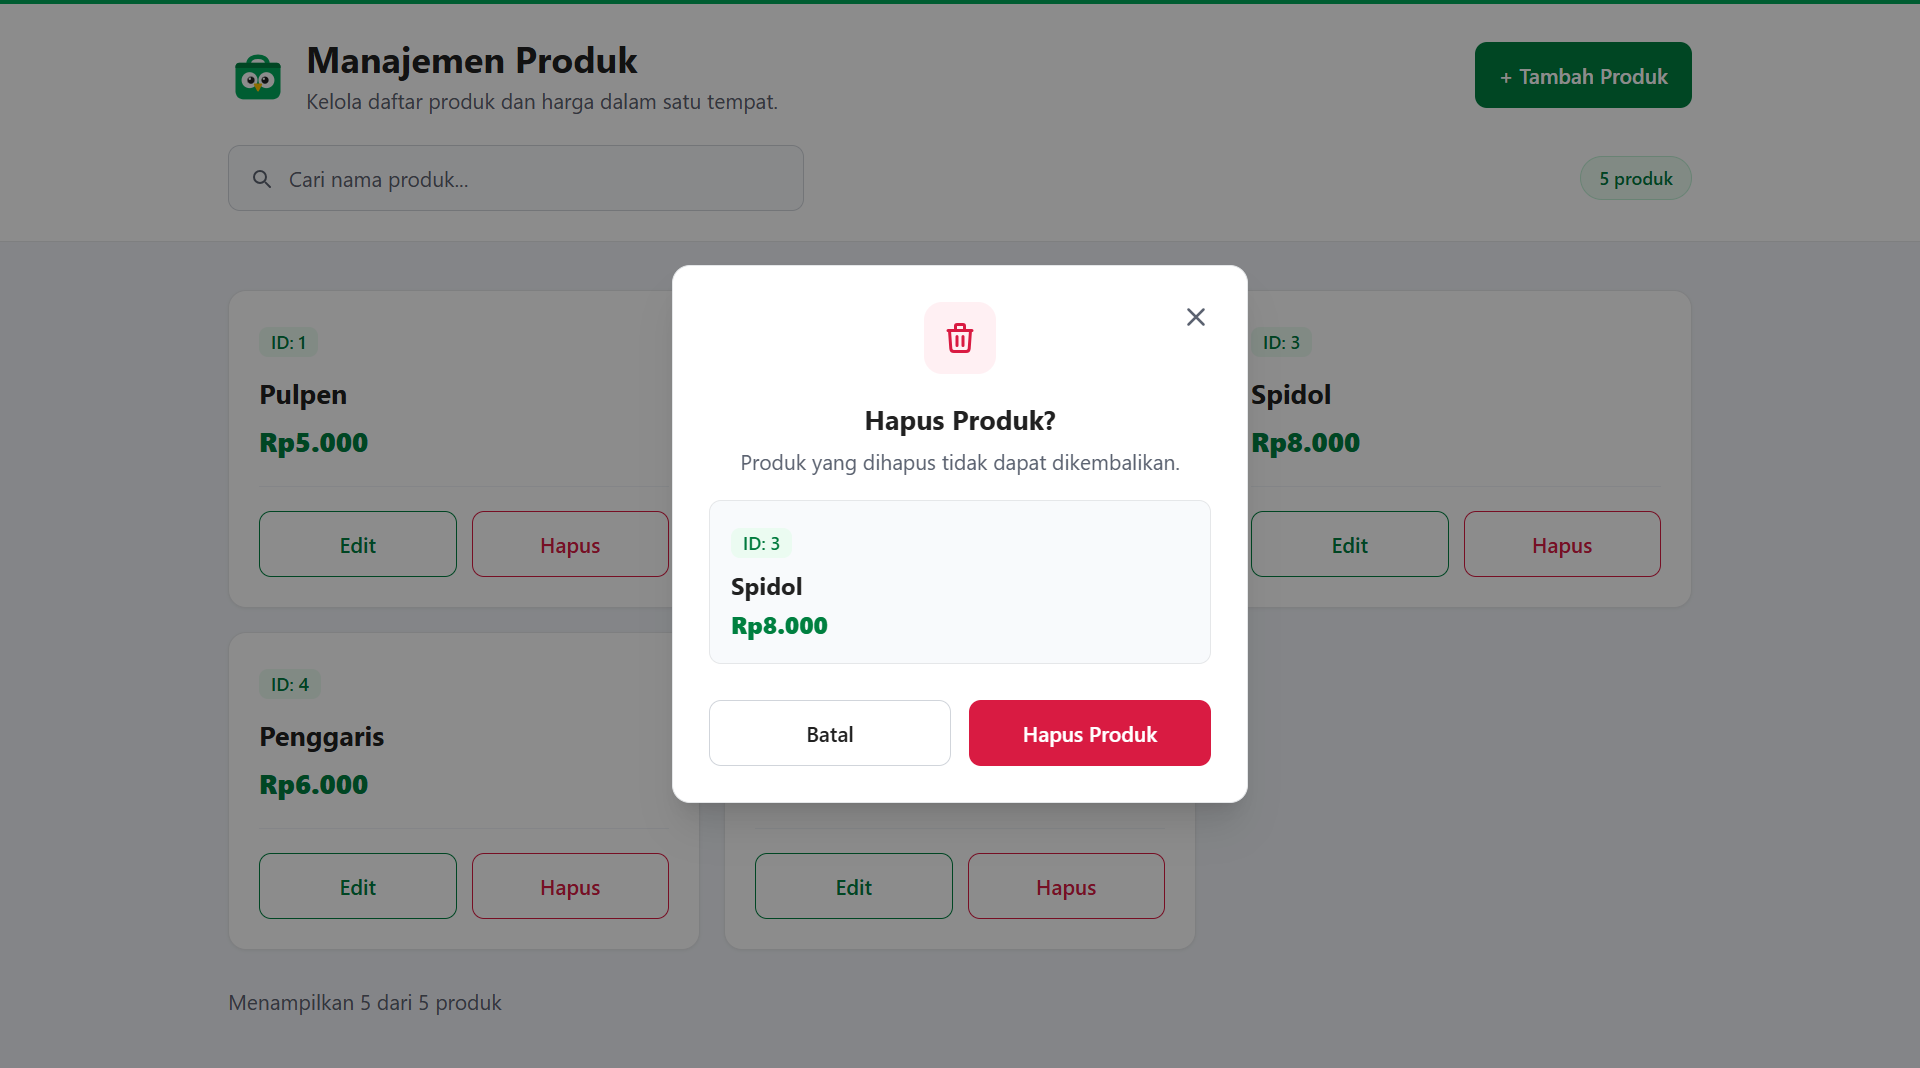 Manajemen Produk
Kelola daftar produk dan harga dalam satu tempat.
+ Tambah Produk
Cari nama produk...
5 produk
ID: 1
Pulpen
Rp5.000
Edit
Hapus
ID: 3
Spidol
Rp8.000
Edit
Hapus
Hapus Produk?
Produk yang dihapus tidak dapat dikembalikan.
ID: 3
Spidol
Rp8.000
Batal
Hapus Produk
ID: 4
Penggaris
Rp6.000
Edit
Hapus
Edit
Hapus
Menampilkan 5 dari 5 produk